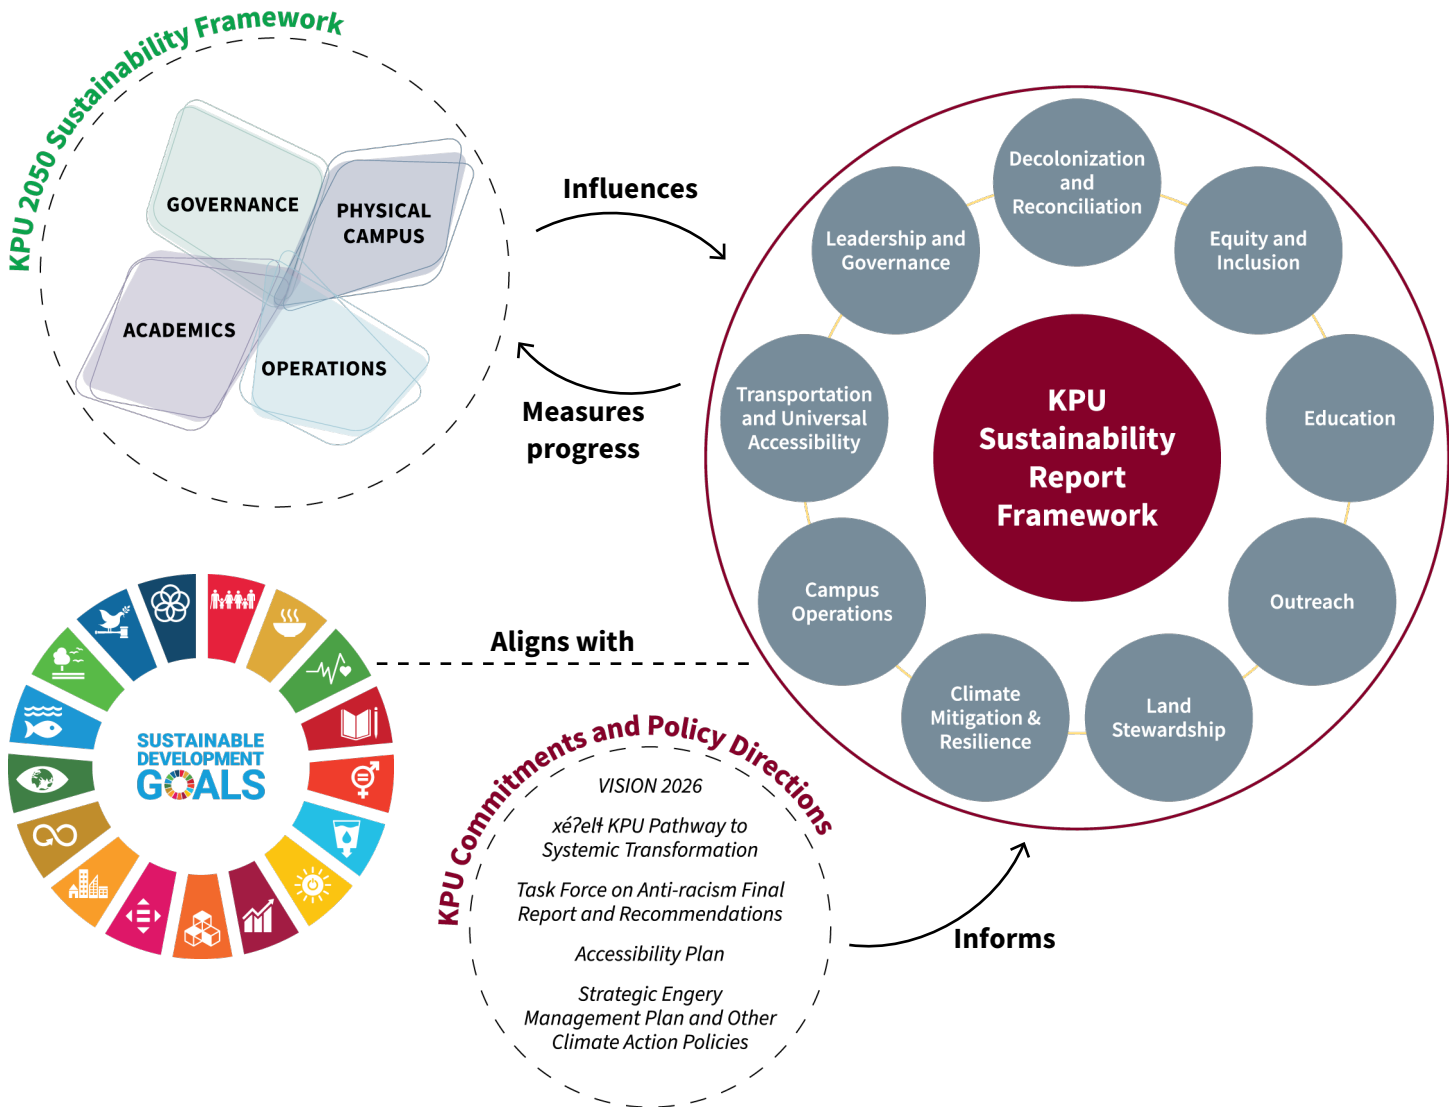 KPU 2050 Sustainability Framework
GOVERNANCE
PHYSICAL
CAMPUS
ACADEMICS
OPERATIONS
Influences
Measures
progress
Decolonization
and
Reconciliation
Equity and
Inclusion
Education
Outreach
Land
Stewardship
Climate
Mitigation &
Resilience
Campus
Operations
Transportation
and Universal
Accessibility
Leadership and
Governance
KPU
Sustainability
Report
Framework
Aligns with
SUSTAINABLE
DEVELOPMENT
GOALS
KPU Commitments and Policy Directions
VISION 2026
xéʔelɫ KPU Pathway to
Systemic Transformation
Task Force on Anti-racism Final
Report and Recommendations
Accessibility Plan
Strategic Engery
Management Plan and Other
Climate Action Policies
Informs